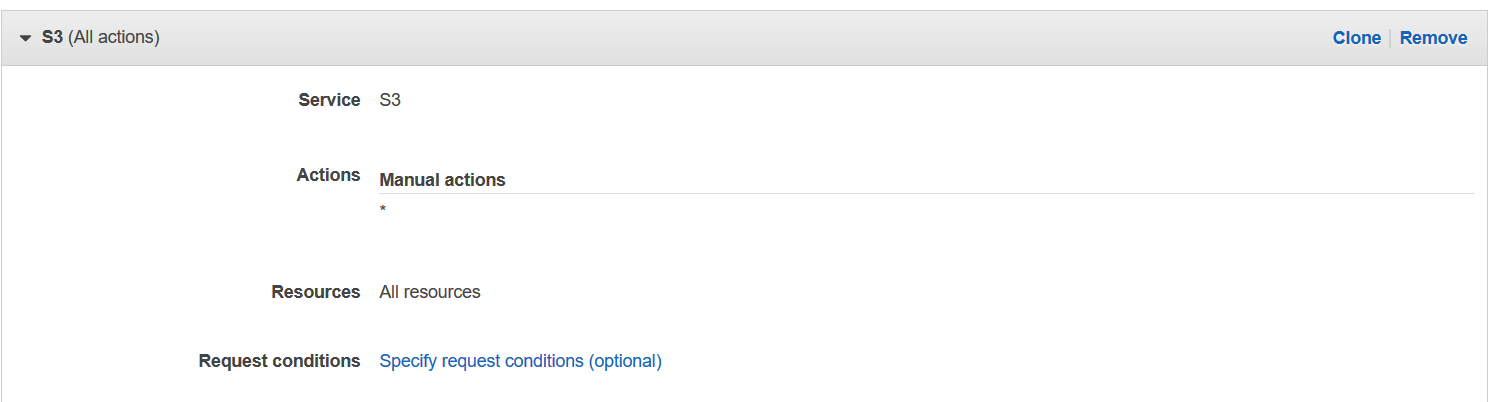 S3 (All actions) Clone Remove
Service S3
Actions Manual actions
*
Resources All resources
Request conditions Specify request conditions (optional)